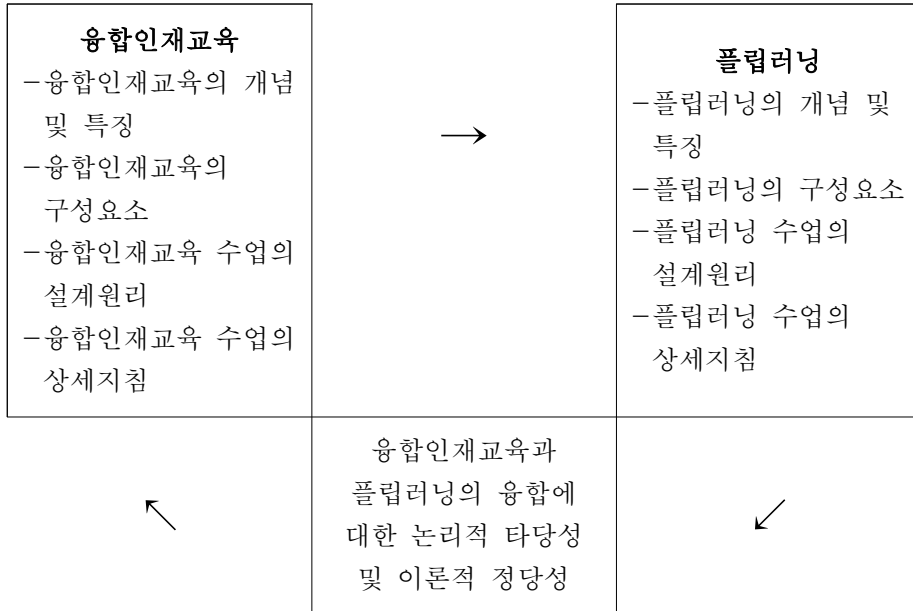 융합인재교육
-융합인재교육의 개념
및 특징
-융합인재교육의
구성요소
-융합인재교육 수업의
설계원리
-융합인재교육 수업의
상세지침
→
플립러닝
-플립러닝의 개념 및
특징
-플립러닝의 구성요소
-플립러닝 수업의
설계원리
-플립러닝 수업의
상세지침
↖
융합인재교육과
플립러닝의 융합에
대한 논리적 타당성
및 이론적 정당성
↙